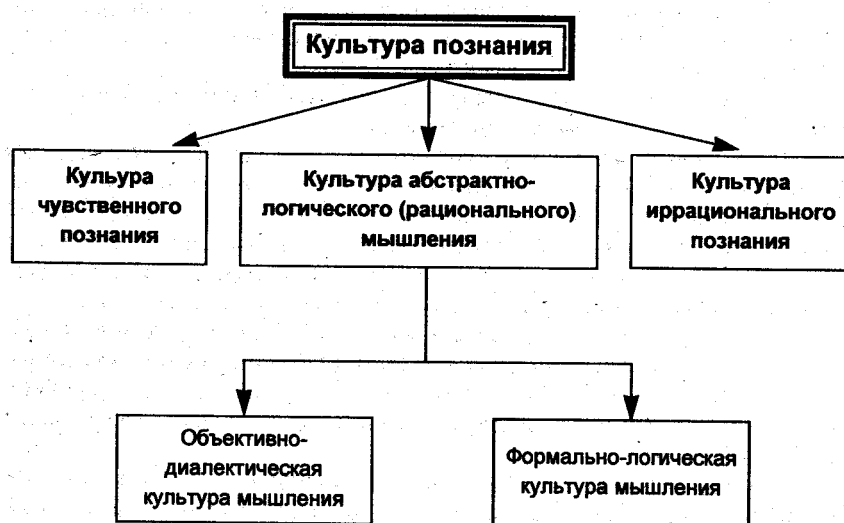 Культура познания
Кульура
чувственного
познания
Культура абстрактно-
логического (рационального)
мышления
Культура
иррационального
познания
Объективно-
диалектическая
культура мышления
Формально-логическая
культура мышления